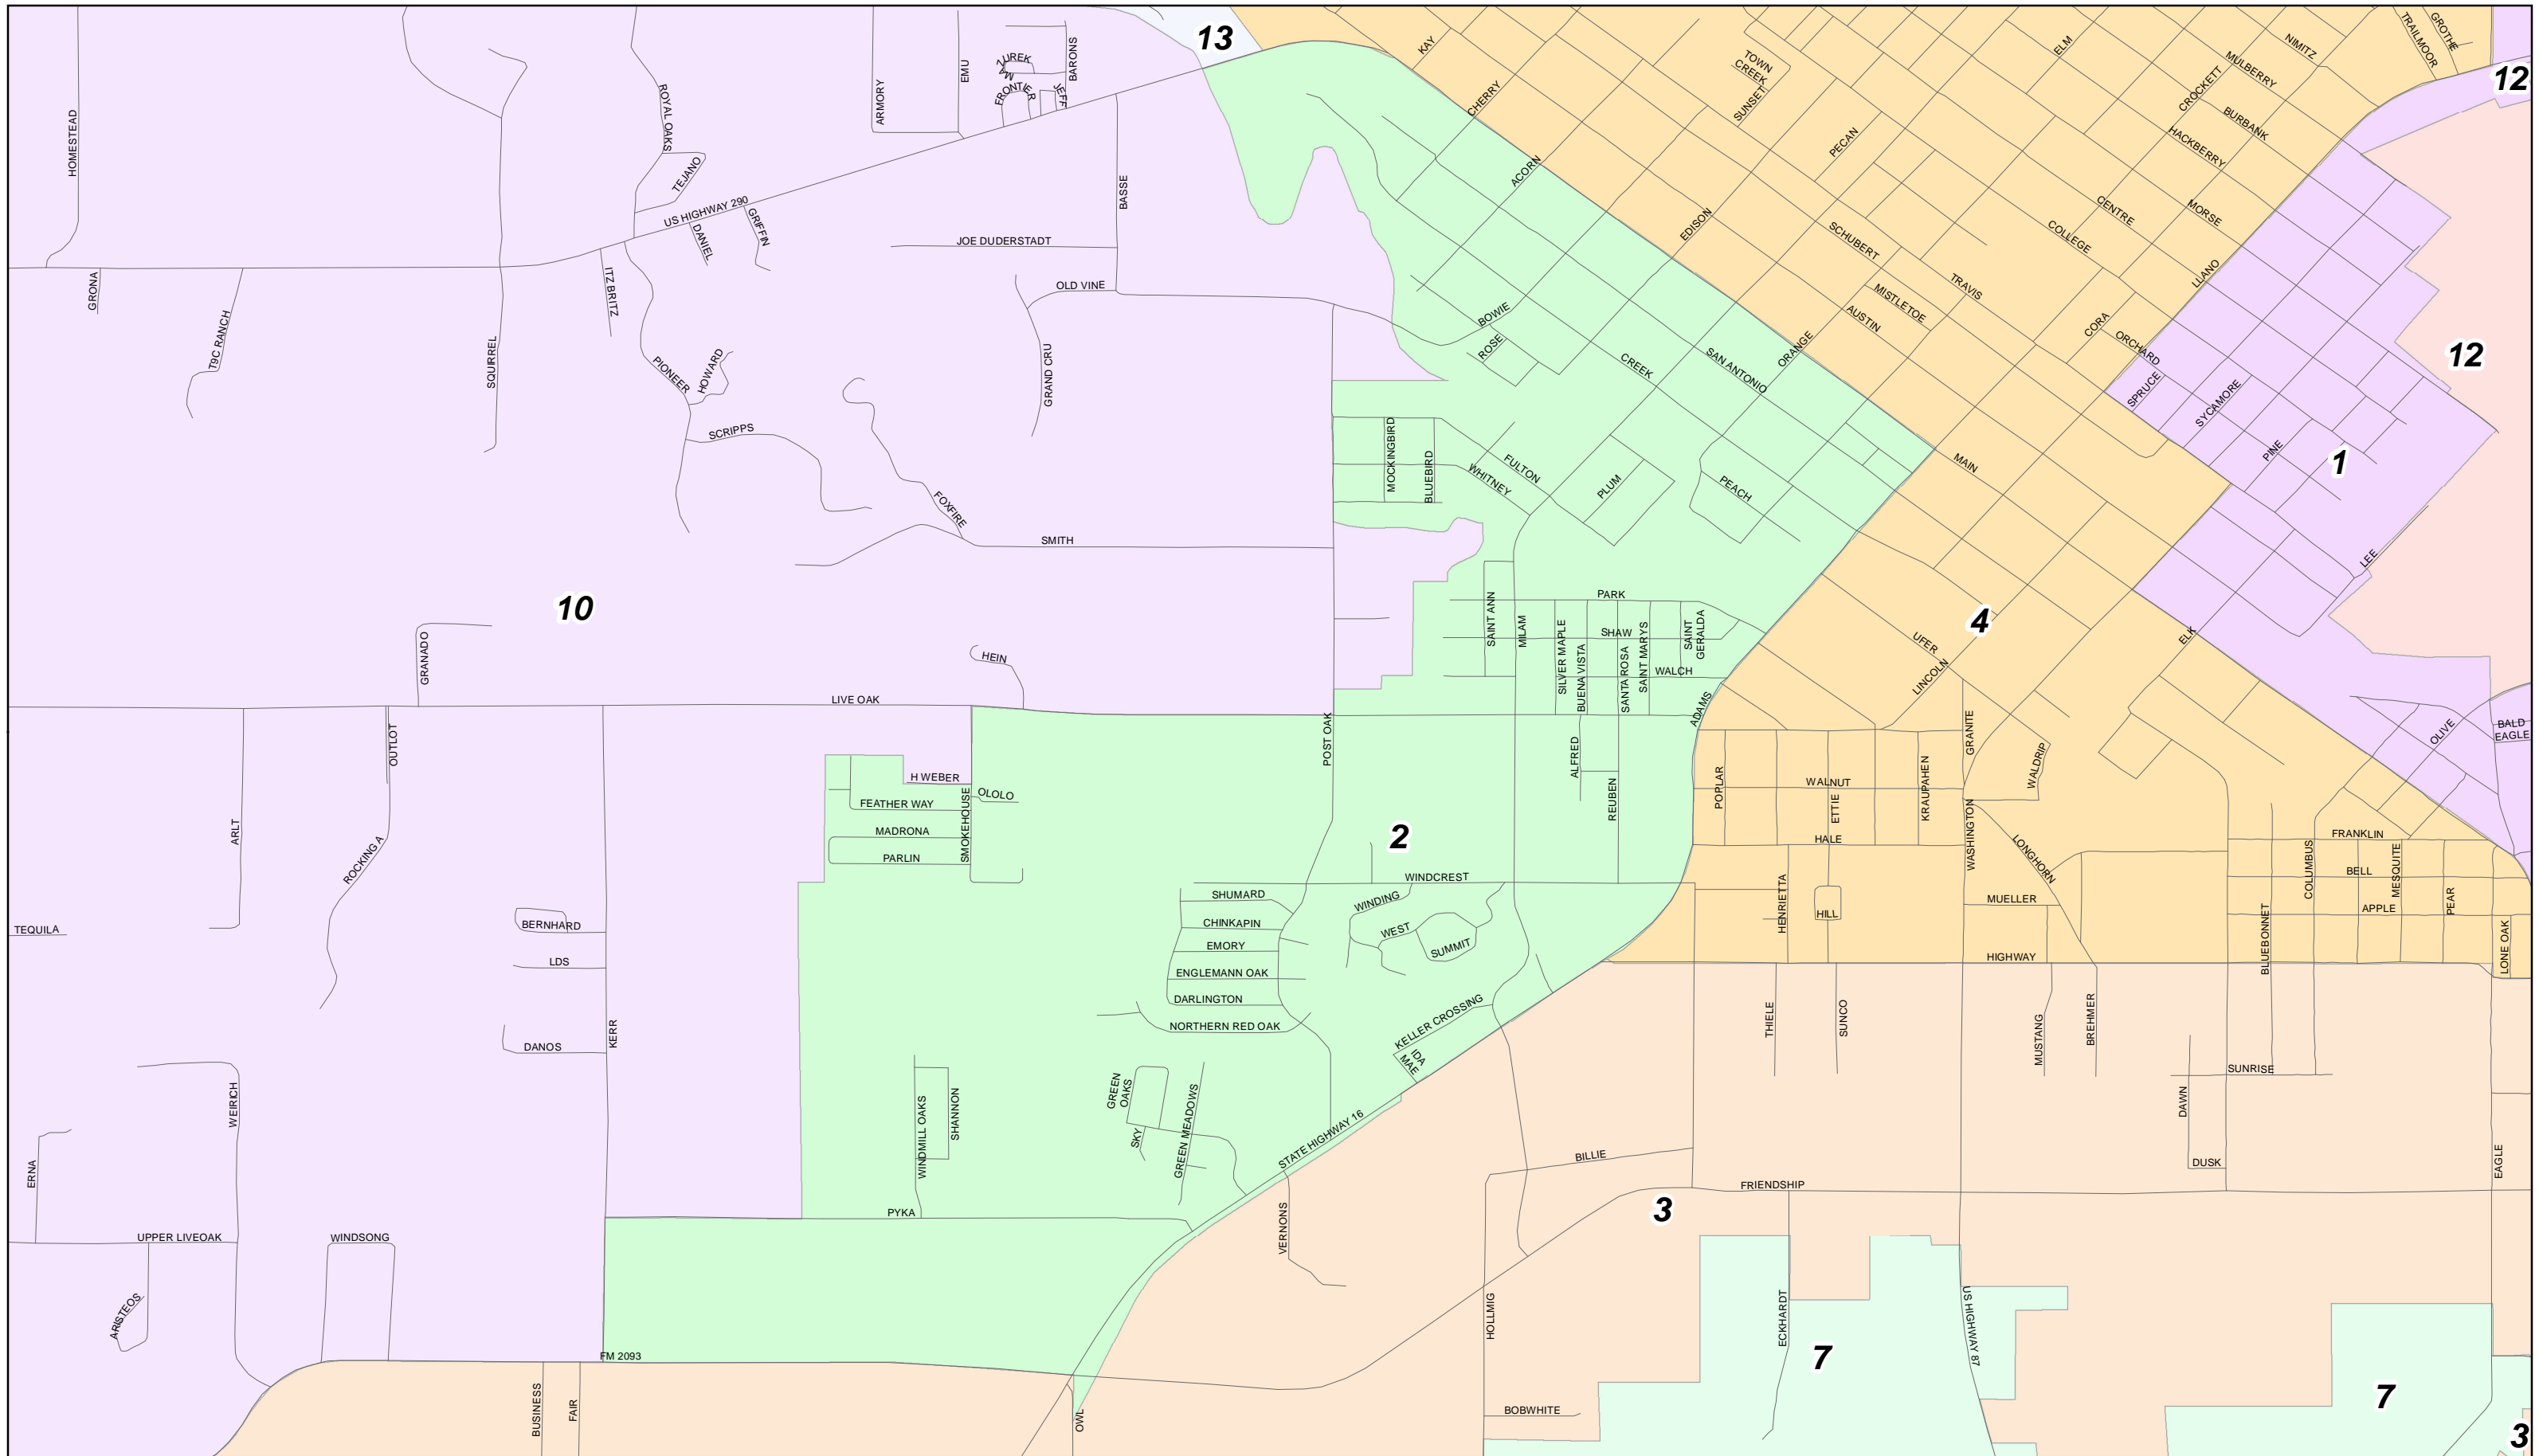 13
KAY
TOWN
CREEK
ELM
NIMITZ
TRAILMOOR
GROTHE
MULBERRY
12
BARONS
EMU
ZUREK
MAZ
FRONTIER
JEFF
ARMORY
ROYAL OAKS
HOMESTEAD
CHERRY
SUNSET
CROCKETT
BURBANK
HACKBERRY
PECAN
TEJANO
ACORN
BASSE
US HIGHWAY 290
GRIFFIN
DANIEL
EDISON
SCHUBERT
CENTRE
MORSE
COLLEGE
JOE DUDERSTADT
LLANO
GRONA
ITZ BRITZ
OLD VINE
TRAVIS
MISTLETOE
AUSTIN
T9C RANCH
SQUIRREL
BOWIE
ROSE
CORA
ORCHARD
12
PIONEER
HOWARD
GRAND CRU
CREEK
SAN ANTONIO
ORANGE
SPRUCE
SYCAMORE
SCRIPPS
MOCKINGBIRD
BLUEBIRD
FULTON
WHITNEY
PLUM
PEACH
MAIN
PINE
1
FOXFIRE
SMITH
LEE
10
PARK
SAINT ANN
MILAM
SILVER MAPLE
BUENA VISTA
SHAW
SANTA ROSA
SAINT MARYS
SAINT
GERALDA
WALCH
4
UFER
LINCOLN
ELK
GRANADO
HEIN
LIVE OAK
ADAMS
GRANITE
OUTLOT
POST OAK
OLIVE
BALD
EAGLE
ALFRED
REUBEN
POPLAR
WALNUT
ETTIE
KRAUPAHEN
WALDRIP
H WEBER
FEATHER WAY
OLOLO
SMOKEHOUSE
MADRONA
PARLIN
2
ARLT
ROCKING A
HALE
WASHINGTON
LONGHORN
FRANKLIN
COLUMBUS
BELL
MESQUITE
APPLE
PEAR
WINDCREST
SHUMARD
WINDING
CHINKAPIN
WEST
SUMMIT
EMORY
ENGLEMANN OAK
DARLINGTON
NORTHERN RED OAK
HENRIETTA
HILL
MUELLER
BLUEBONNET
LONE OAK
TEQUILA
BERNHARD
LDS
KERR
DANOS
HIGHWAY
KELLER CROSSING
IDA
MAE
THIELE
SUNCO
MUSTANG
BREHMER
SUNRISE
DAWN
DUSK
WEIRICH
WINDMILL OAKS
SHANNON
GREEN
OAKS
SKY
GREEN MEADOWS
STATE HIGHWAY 16
BILLIE
EAGLE
ERNA
PYKA
VERNONS
3
FRIENDSHIP
UPPER LIVEOAK
WINDSONG
ARISTEOS
HOLLMIG
ECKHARDT
US HIGHWAY 87
7
FM 2093
BUSINESS
FAIR
OWL
BOBWHITE
7
3